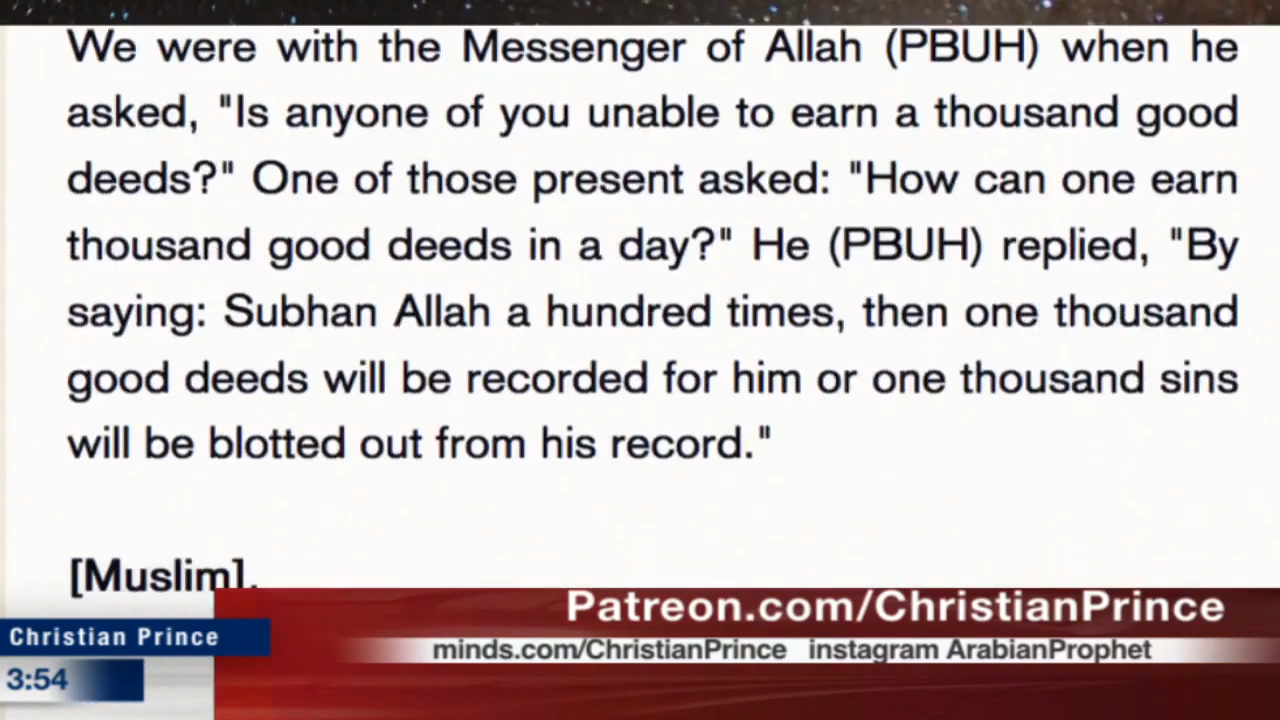 We were with the Messenger of Allah (PBUH) when he
asked, "Is anyone of you unable to earn a thousand good
deeds?" One of those present asked: "How can one earn
thousand good deeds in a day?" He (PBUH) replied, "By
saying: Subhan Allah a hundred times, then one thousand
good deeds will be recorded for him or one thousand sins
will be blotted out from his record."
[Muslim].
Patreon.com/ChristianPrince
Christian Prince
minds.com/ChristianPrince instagram ArabianProphet
3:54